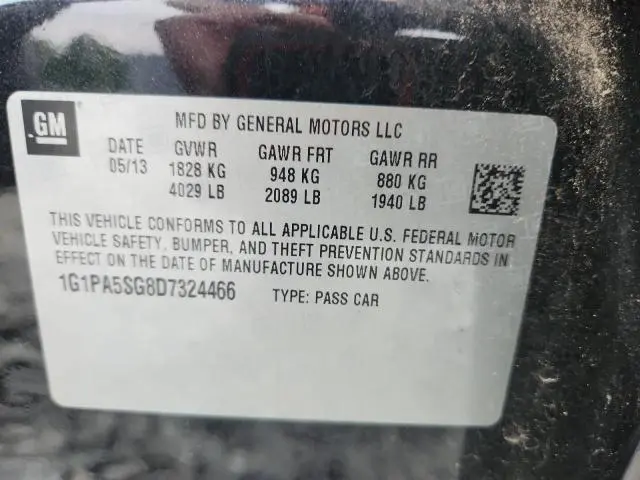 GM
MFD BY GENERAL MOTORS LLC
DATE GVWR GAWR FRT GAWR RR
05/13 1828 KG 948 KG 880 KG
4029 LB 2089 LB 1940 LB
THIS VEHICLE CONFORMS TO ALL APPLICABLE U.S. FEDERAL MOTOR
VEHICLE SAFETY, BUMPER, AND THEFT PREVENTION STANDARDS IN
EFFECT ON THE DATE OF MANUFACTURE SHOWN ABOVE.
1G1PA5SG8D7324466 TYPE: PASS CAR